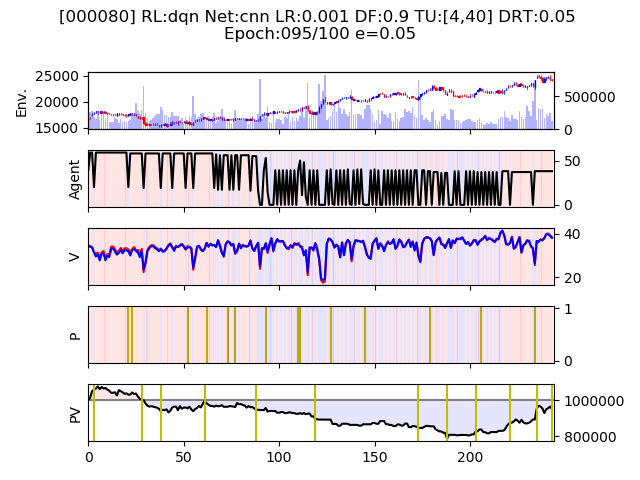 [000080] RL:dqn Net:cnn LR:0.001 DF:0.9 TU:[4,40] DRT:0.05
Epoch:095/100 e=0.05
Env.
25000
20000
15000
500000
0
Agent
50
0
V
40
20
P
1
0
PV
1000000
800000
0 50 100 150 200